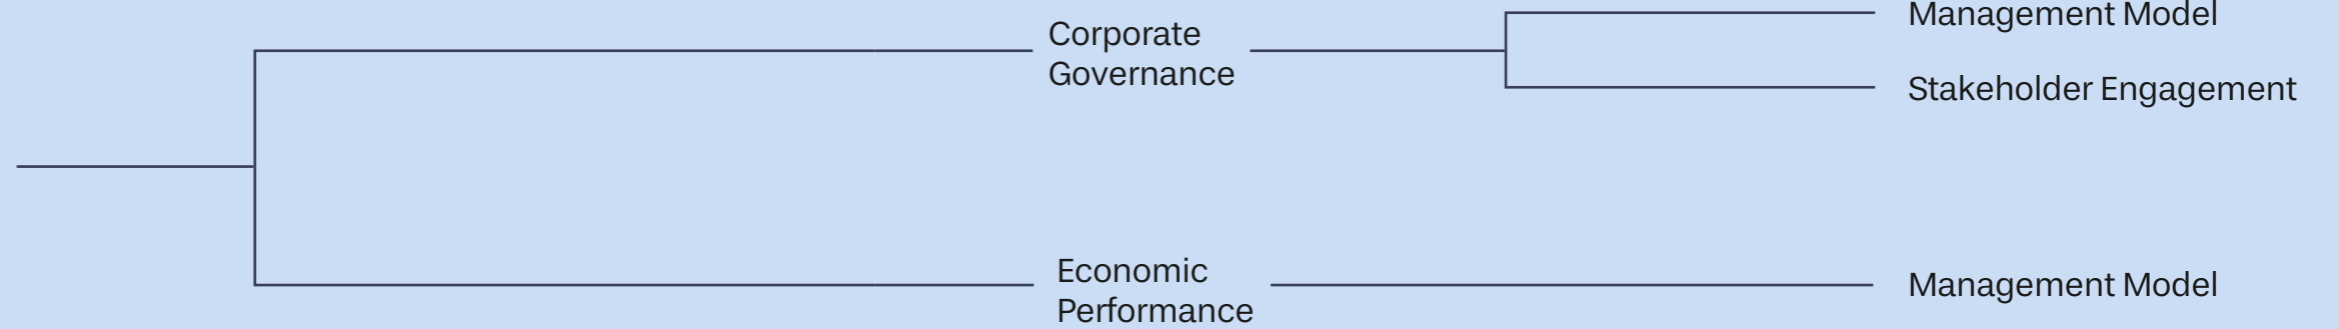 Corporate
Governance
Management Model
Stakeholder Engagement
Economic
Performance
Management Model